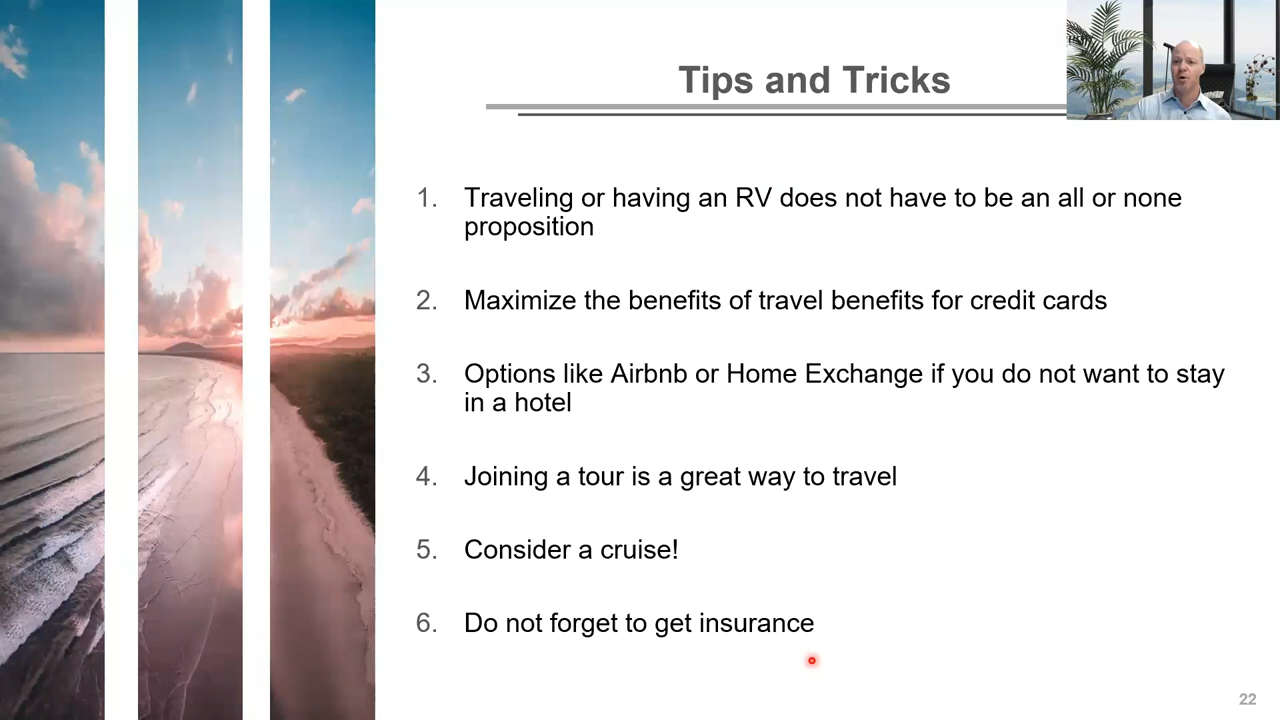 Tips and Tricks
1. Traveling or having an RV does not have to be an all or none
proposition
2. Maximize the benefits of travel benefits for credit cards
3. Options like Airbnb or Home Exchange if you do not want to stay
in a hotel
4. Joining a tour is a great way to travel
5. Consider a cruise!
6. Do not forget to get insurance
22